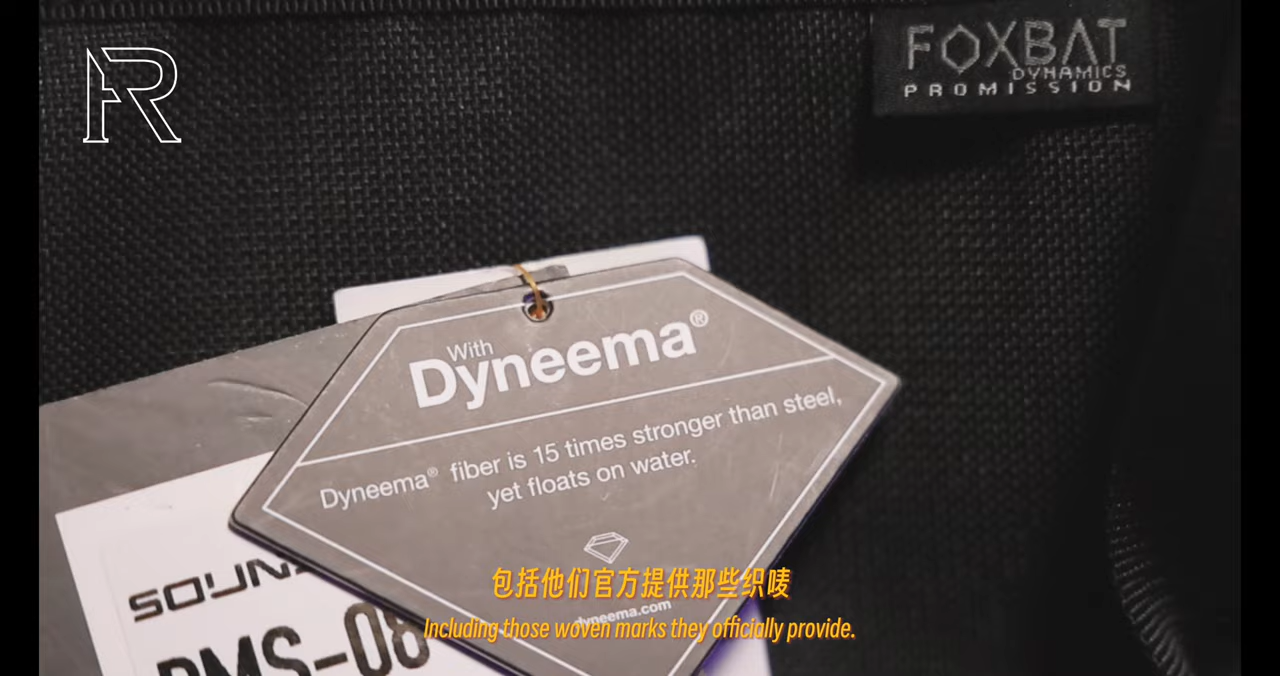 FOXBAT
DYNAMICS
PROMISSION
With
Dyneema®
Dyneema® fiber is 15 times stronger than steel,
yet floats on water.
dyneema.com
包括他们官方提供那些织唛
Including those woven marks they officially provide.